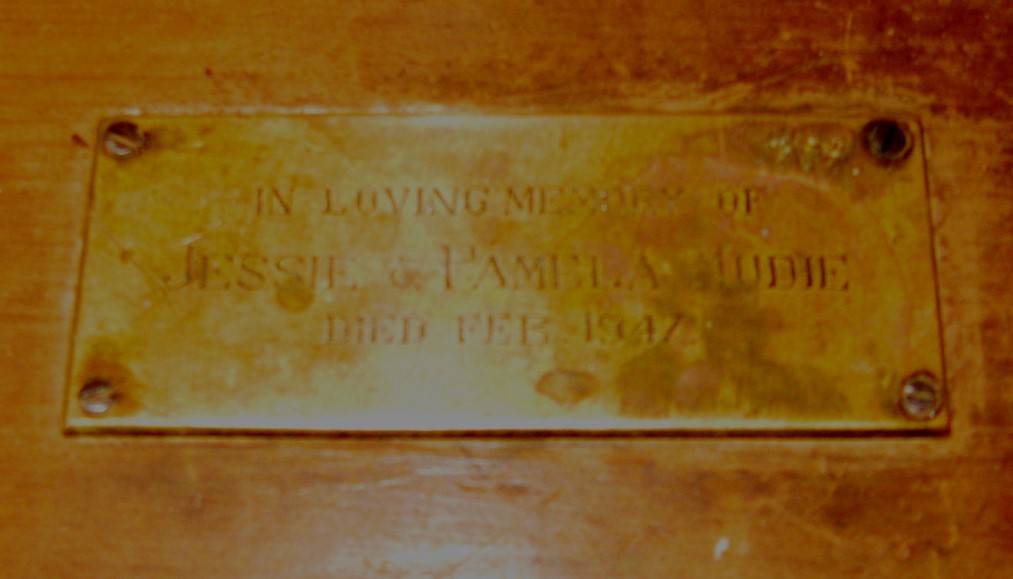 IN LOVING MEMORY OF
JESSIE & PAMELA MUDIE
DIED FEB. 1947.